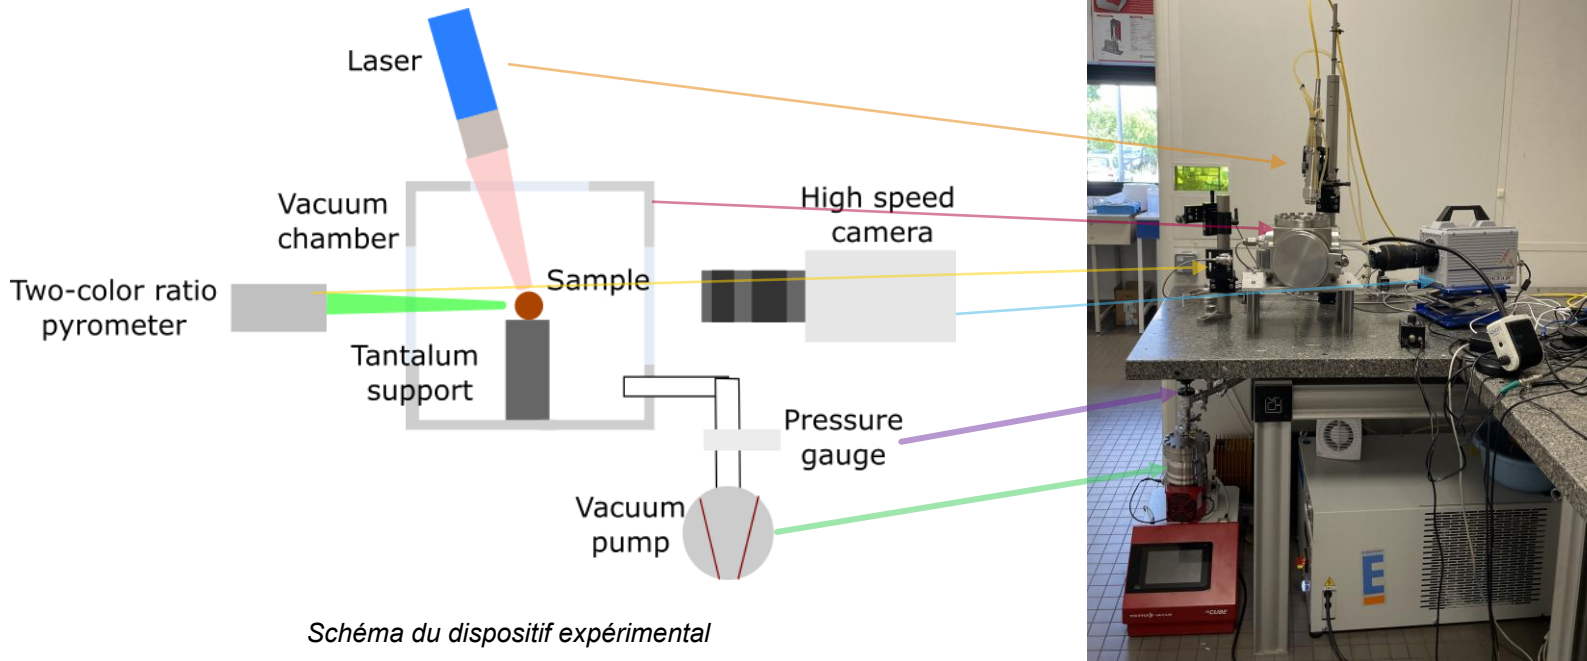 Laser
Vacuum
chamber
High speed
camera
Two-color ratio
pyrometer
Sample
Tantalum
support
Pressure
gauge
Vacuum
pump
Schéma du dispositif expérimental
E